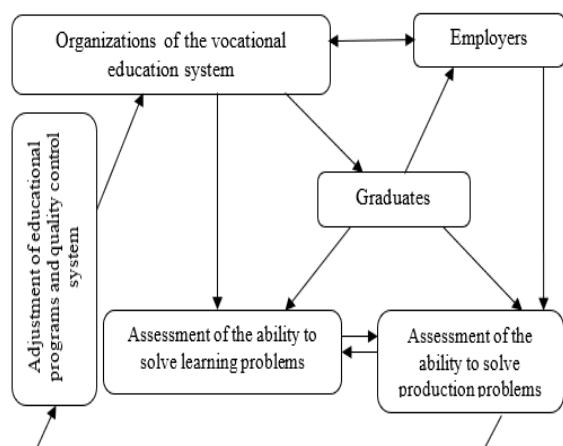 Organizations of the vocational
education system
Employers
Adjustment of educational
programs and quality control
system
Graduates
Assessment of the ability to
solve learning problems
Assessment of the
ability to solve
production problems